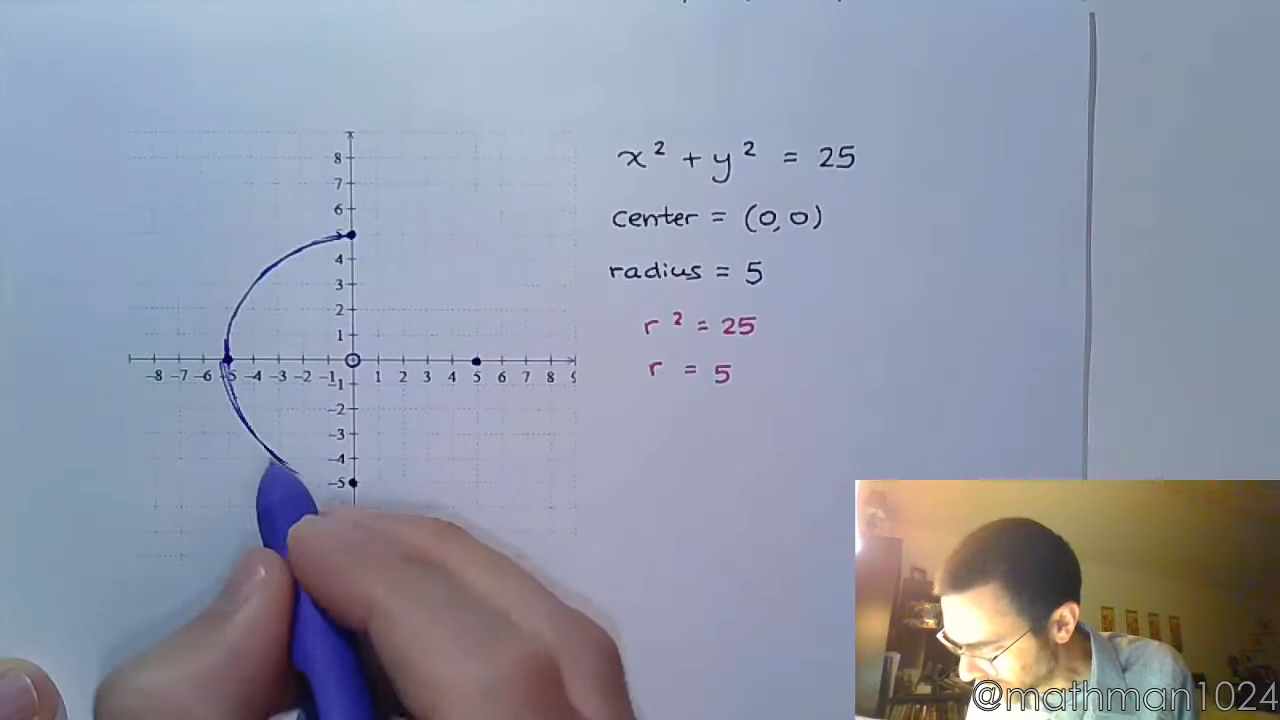 x² + y² = 25
center = (0,0)
radius = 5
r² = 25
r = 5
8
7
6
5
4
3
2
1
-8 -7 -6 -5 -4 -3 -2 -1 1 2 3 4 5 6 7 8
-1
-2
-3
-4
-5
@mathman1024